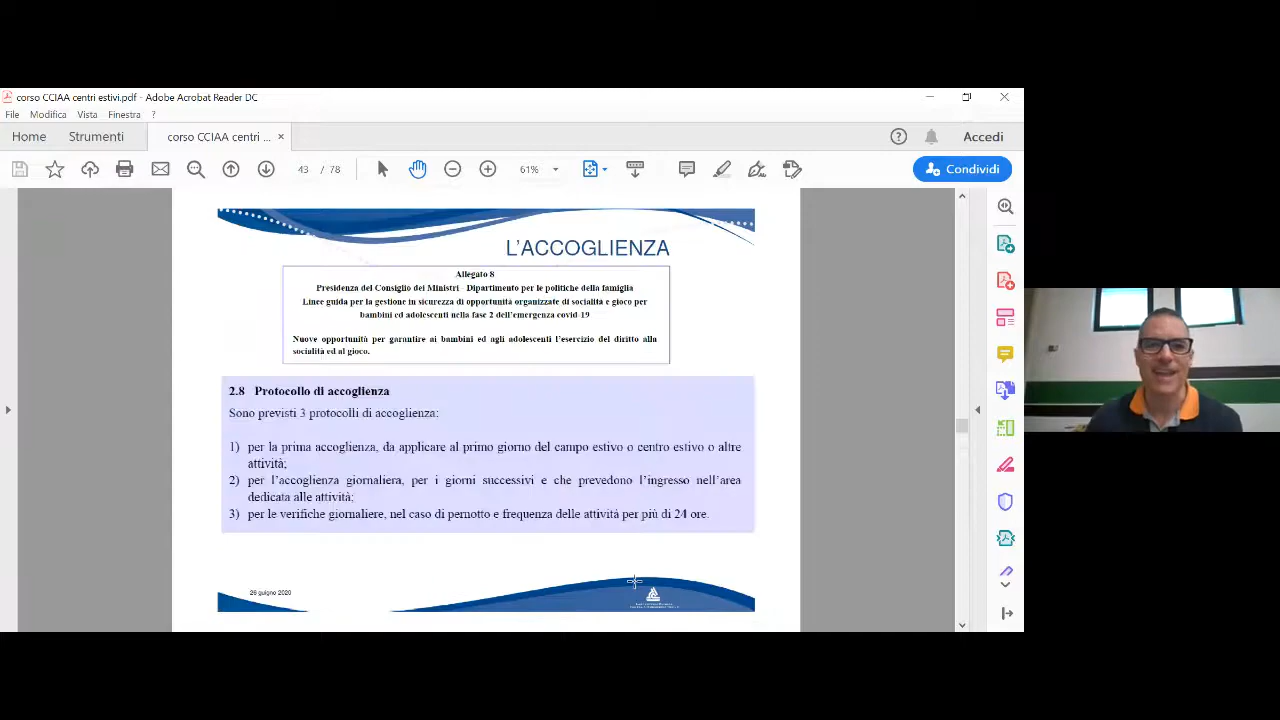 corso CCIAA centri estivi.pdf - Adobe Acrobat Reader DC
File Modifica Vista Finestra ?
Home Strumenti corso CCIAA centri ... × Accedi
43 / 78 61% Condividi
L'ACCOGLIENZA
Allegato 8
Presidenza del Consiglio dei Ministri - Dipartimento per le politiche della famiglia
Linee guida per la gestione in sicurezza di opportunità organizzate di socialità e gioco per
bambini ed adolescenti nella fase 2 dell'emergenza covid-19
Nuove opportunità per garantire ai bambini ed agli adolescenti l'esercizio del diritto alla
socialità ed al gioco.
2.8 Protocollo di accoglienza
Sono previsti 3 protocolli di accoglienza:
1) per la prima accoglienza, da applicare al primo giorno del campo estivo o centro estivo o altre
attività;
2) per l'accoglienza giornaliera, per i giorni successivi e che prevedono l'ingresso nell'area
dedicata alle attività;
3) per le verifiche giornaliere, nel caso di pernotto e frequenza delle attività per più di 24 ore.
26 guigno 2020